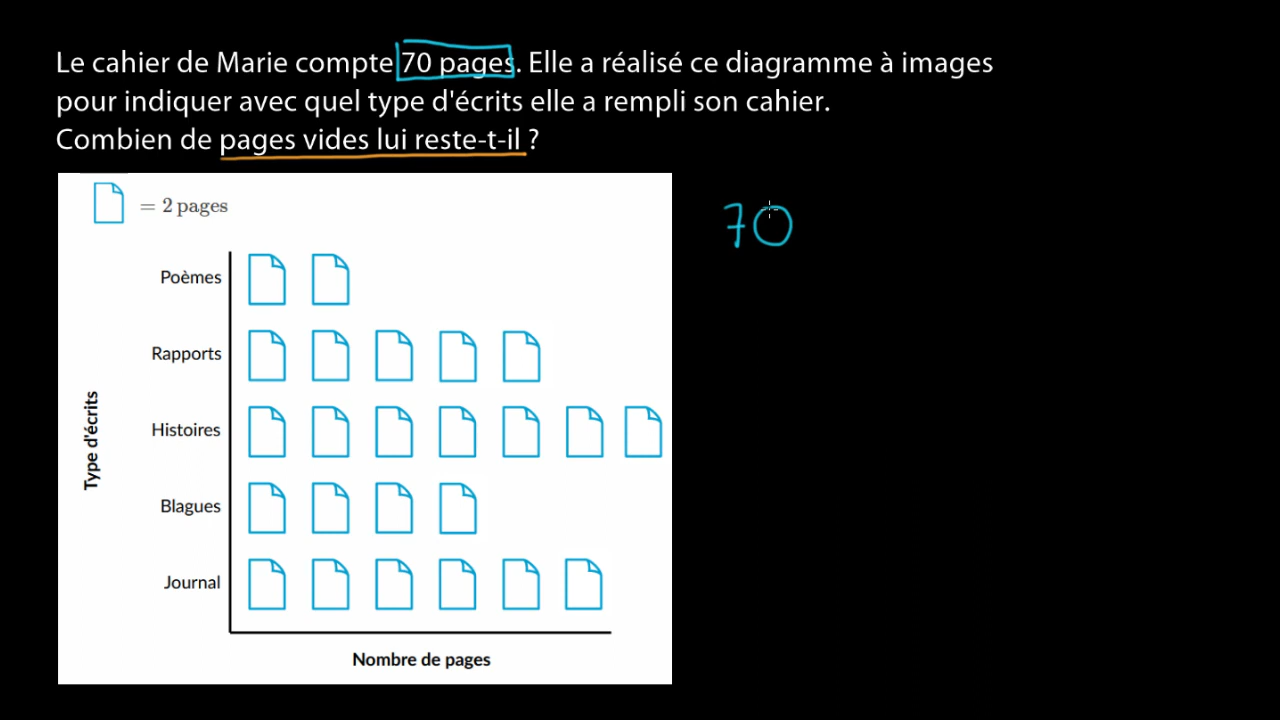 Le cahier de Marie compte 70 pages. Elle a réalisé ce diagramme à images
pour indiquer avec quel type d'écrits elle a rempli son cahier.
Combien de pages vides lui reste-t-il ?
= 2 pages
70
Poèmes
Rapports
Histoires
Blagues
Journal
Type d'écrits
Nombre de pages